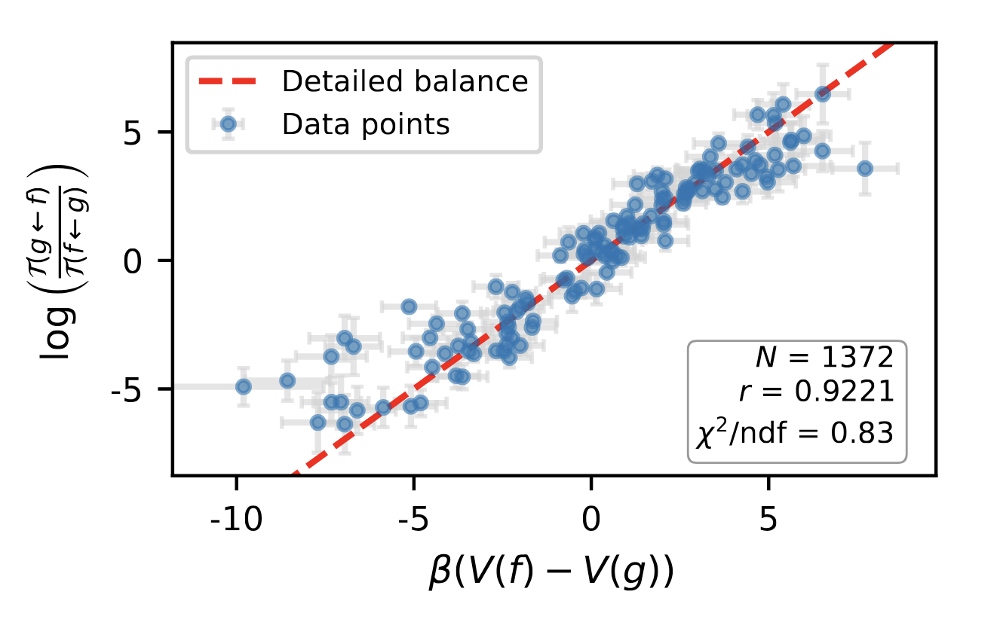 Detailed balance
Data points
log (𝒯(g ← f) / 𝒯(f ← g))
5
0
-5
N = 1372
r = 0.9221
χ²/ndf = 0.83
-10 -5 0 5
β(V(f) − V(g))